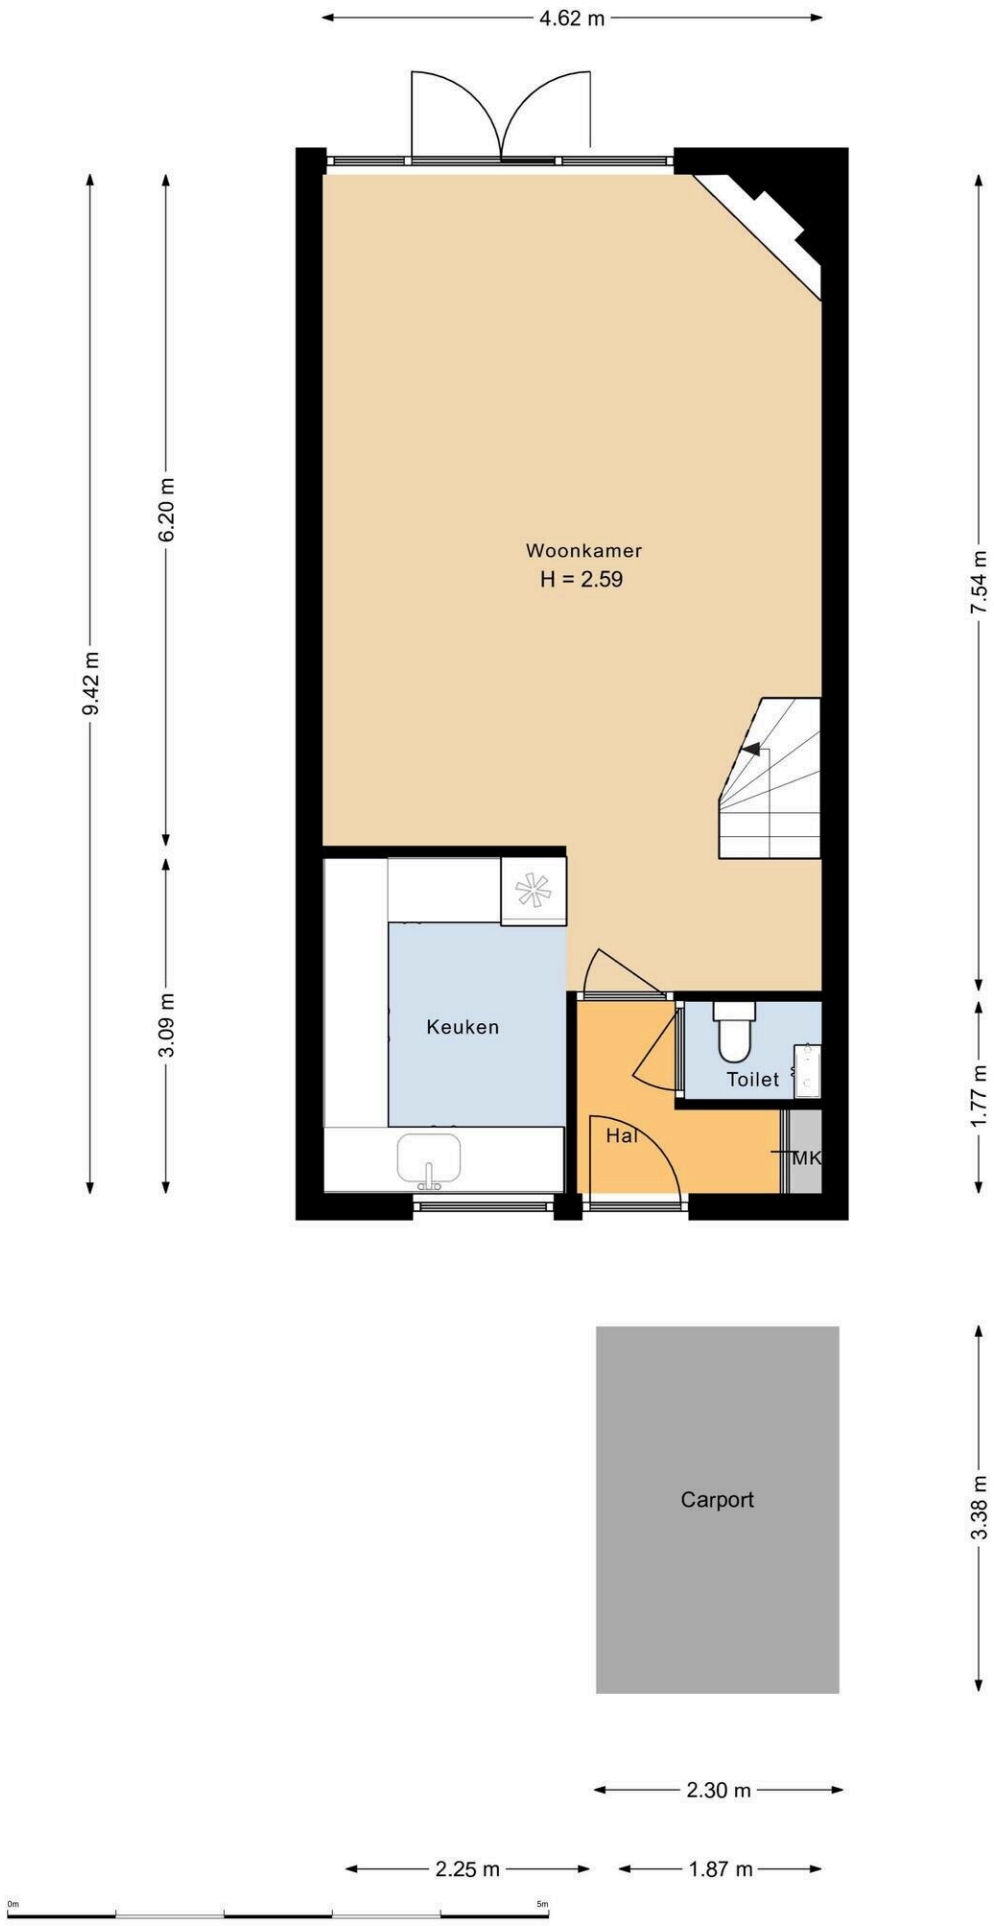 4.62 m
6.20 m
9.42 m
7.54 m
Woonkamer
H = 2.59
3.09 m
Keuken
Toilet
1.77 m
Hal
MK
Carport
3.38 m
2.30 m
2.25 m
1.87 m
0m
5m